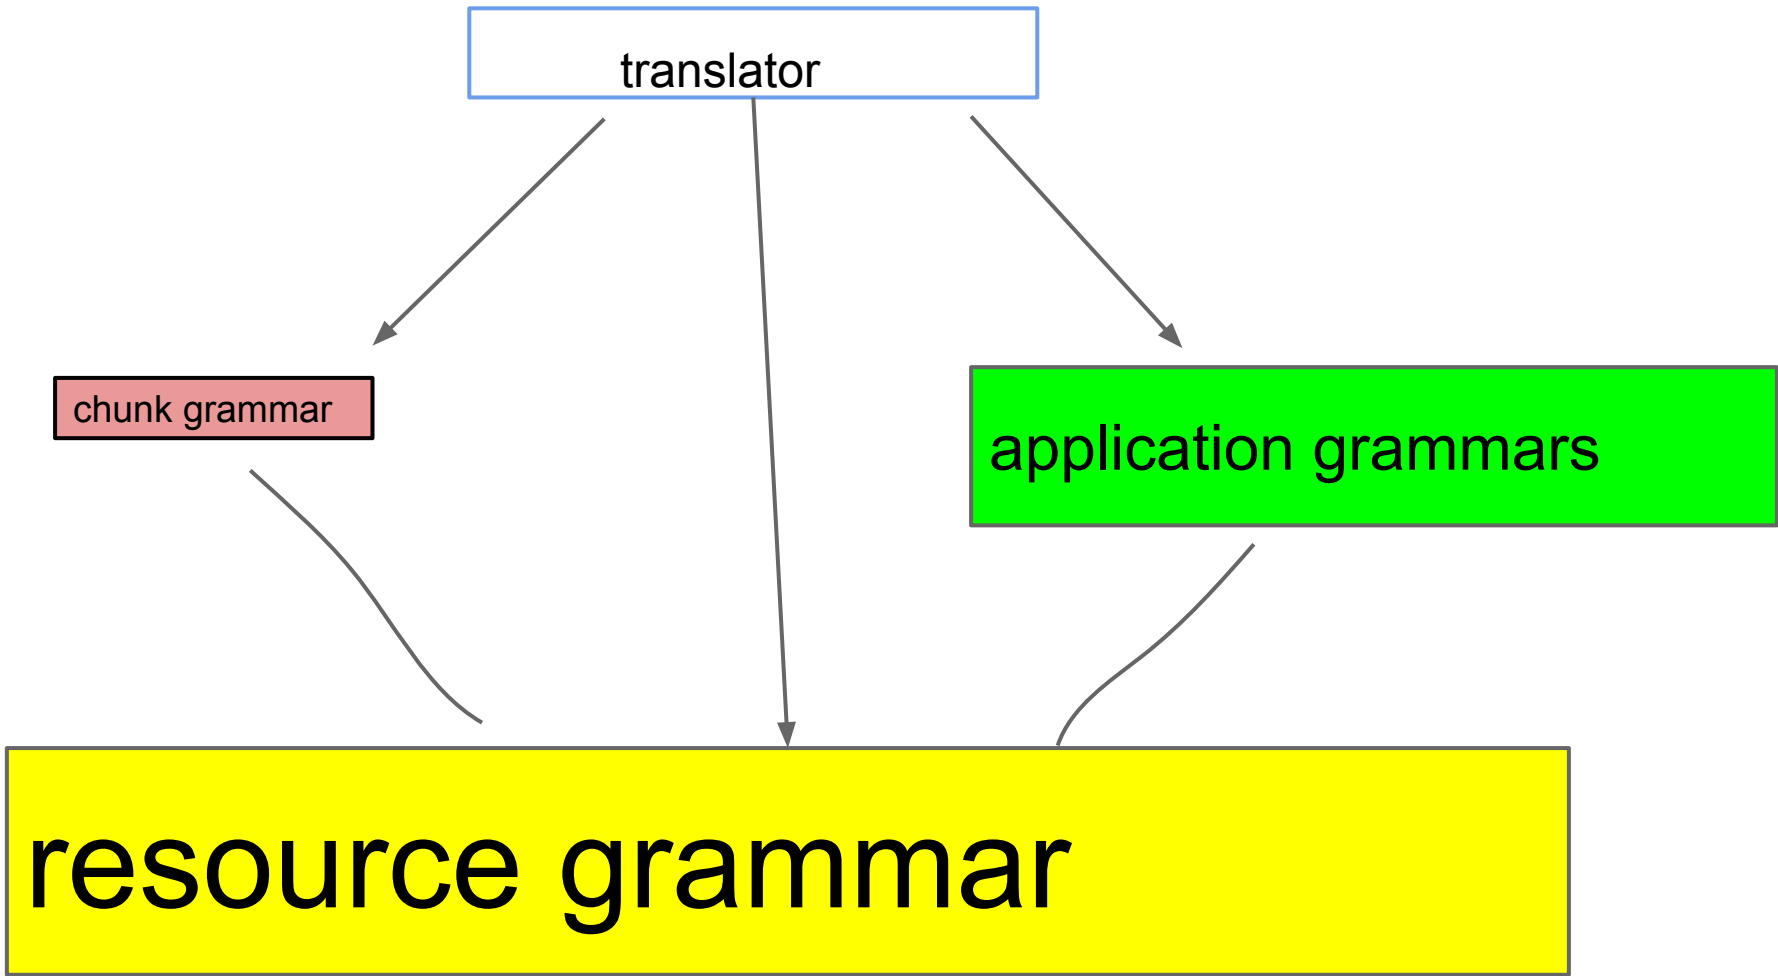 translator
chunk grammar
application grammars
resource grammar